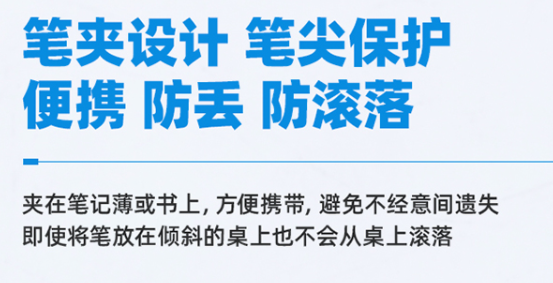 笔夹设计 笔尖保护
便携 防丢 防滚落
夹在笔记薄或书上, 方便携带, 避免不经意间遗失
即使将笔放在倾斜的桌上也不会从桌上滚落